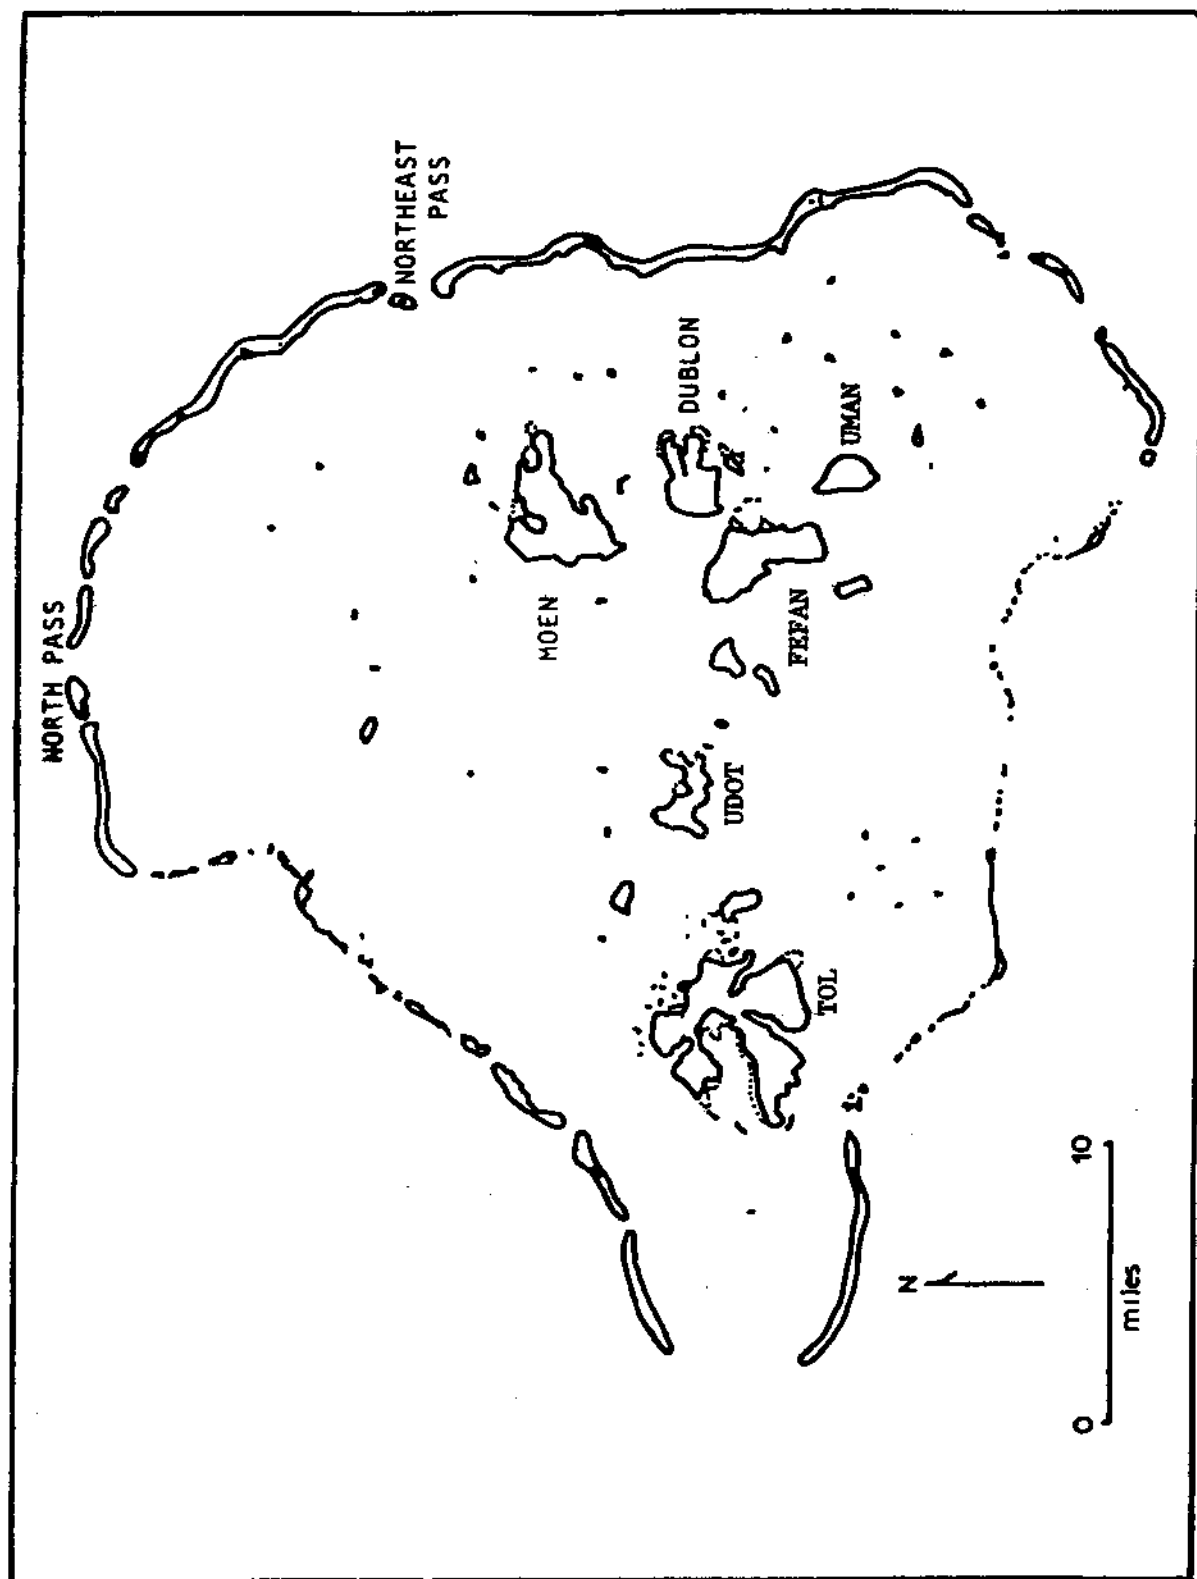 NORTH PASS
NORTHEAST
PASS
MOEN
DUBLON
UMAN
FEFAN
UDOT
TOL
N
0 10
miles